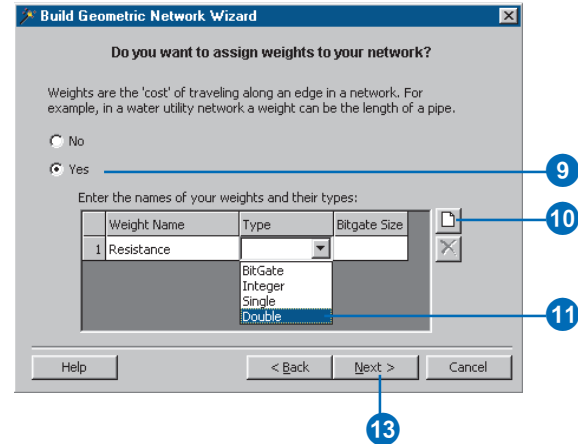 Build Geometric Network Wizard
Do you want to assign weights to your network?
Weights are the 'cost' of traveling along an edge in a network. For
example, in a water utility network a weight can be the length of a pipe.
No
Yes
9
Enter the names of your weights and their types:
10
Weight Name Type Bitgate Size
1 Resistance
BitGate
Integer
Single
Double
11
Help < Back Next > Cancel
13